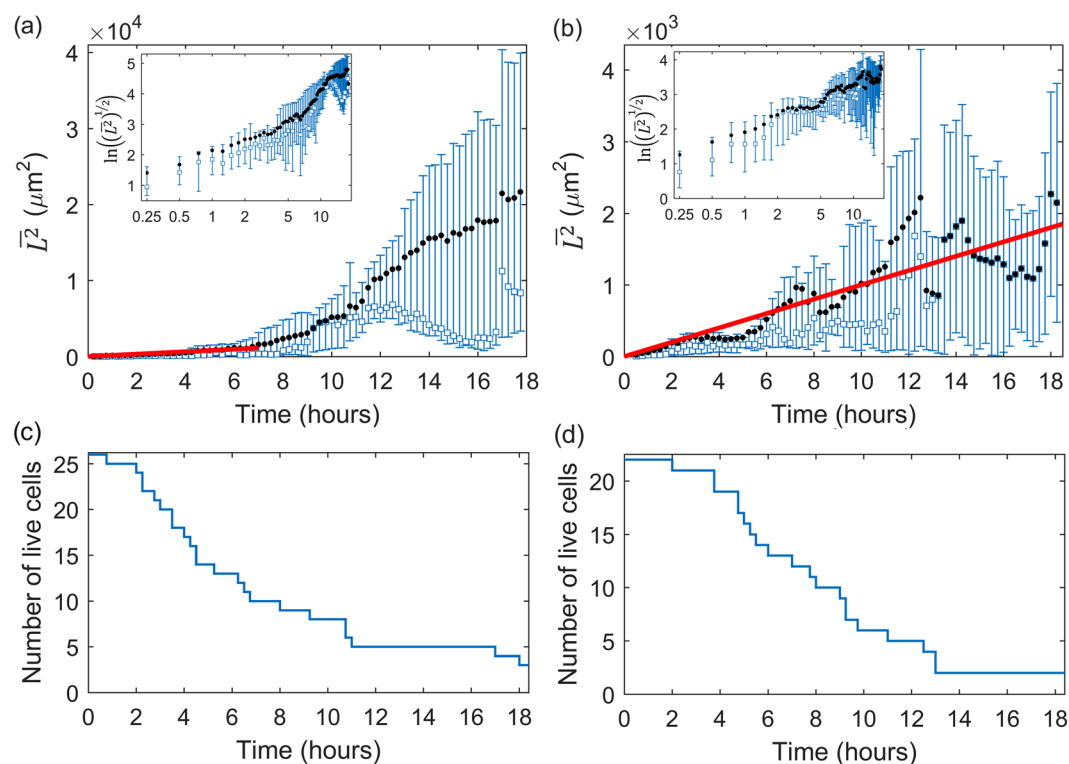 (a)
×10⁴
L̄² (μm²)
4
3
2
1
0
0 2 4 6 8 10 12 14 16 18
Time (hours)
ln((L̄²)^1/2)
5
4
3
2
1
0.25 0.5 1 2 5 10
(b)
×10³
L̄² (μm²)
4
3
2
1
0
0 2 4 6 8 10 12 14 16 18
Time (hours)
ln((L̄²)^1/2)
4
3
2
1
0
0.25 0.5 1 2 5 10
(c)
Number of live cells
25
20
15
10
5
0
0 2 4 6 8 10 12 14 16 18
Time (hours)
(d)
Number of live cells
20
15
10
5
0
0 2 4 6 8 10 12 14 16 18
Time (hours)